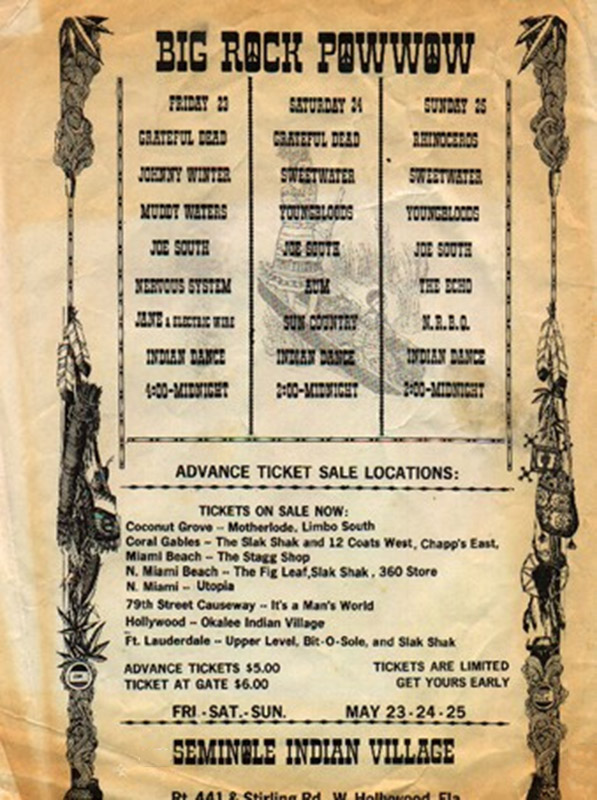 BIG ROCK POWWOW
FRIDAY 23
GRATEFUL DEAD
JOHNNY WINTER
MUDDY WATERS
JOE SOUTH
NERVOUS SYSTEM
JANE & ELECTRIC WIRE
INDIAN DANCE
4:00-MIDNIGHT
SATURDAY 24
GRATEFUL DEAD
SWEETWATER
YOUNGBLOODS
JOE SOUTH
AUM
SUN COUNTRY
INDIAN DANCE
2:00-MIDNIGHT
SUNDAY 25
RHINOCEROS
SWEETWATER
YOUNGBLOODS
JOE SOUTH
THE ECHO
N.R.B.Q.
INDIAN DANCE
2:00-MIDNIGHT
ADVANCE TICKET SALE LOCATIONS:
TICKETS ON SALE NOW:
Coconut Grove -- Motherlode, Limbo South
Coral Gables -- The Slak Shak and 12 Coats West, Chapp's East,
Miami Beach -- The Stagg Shop
N. Miami Beach -- The Fig Leaf, Slak Shak, 360 Store
N. Miami -- Utopia
79th Street Causeway -- It's a Man's World
Hollywood -- Okalee Indian Village
Ft. Lauderdale -- Upper Level, Bit-O-Sole, and Slak Shak
ADVANCE TICKETS $5.00
TICKET AT GATE $6.00
TICKETS ARE LIMITED
GET YOURS EARLY
FRI.-SAT.-SUN. MAY 23-24-25
SEMINOLE INDIAN VILLAGE
Rt. 441 & Stirling Rd., W. Hollywood, Fla.